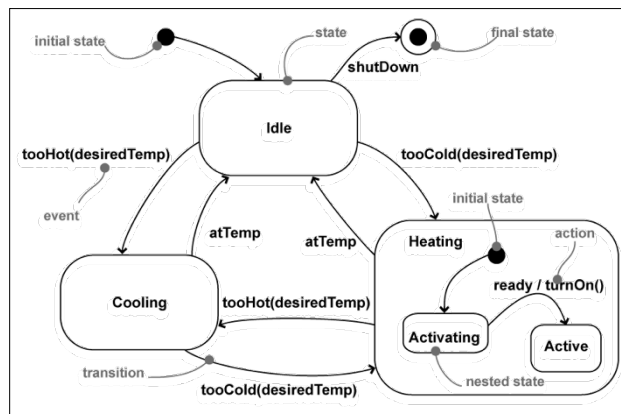 initial state
state
final state
shutDown
Idle
tooHot(desiredTemp)
tooCold(desiredTemp)
event
initial state
atTemp
atTemp
Heating
action
ready / turnOn()
Cooling
tooHot(desiredTemp)
Activating
Active
transition
tooCold(desiredTemp)
nested state